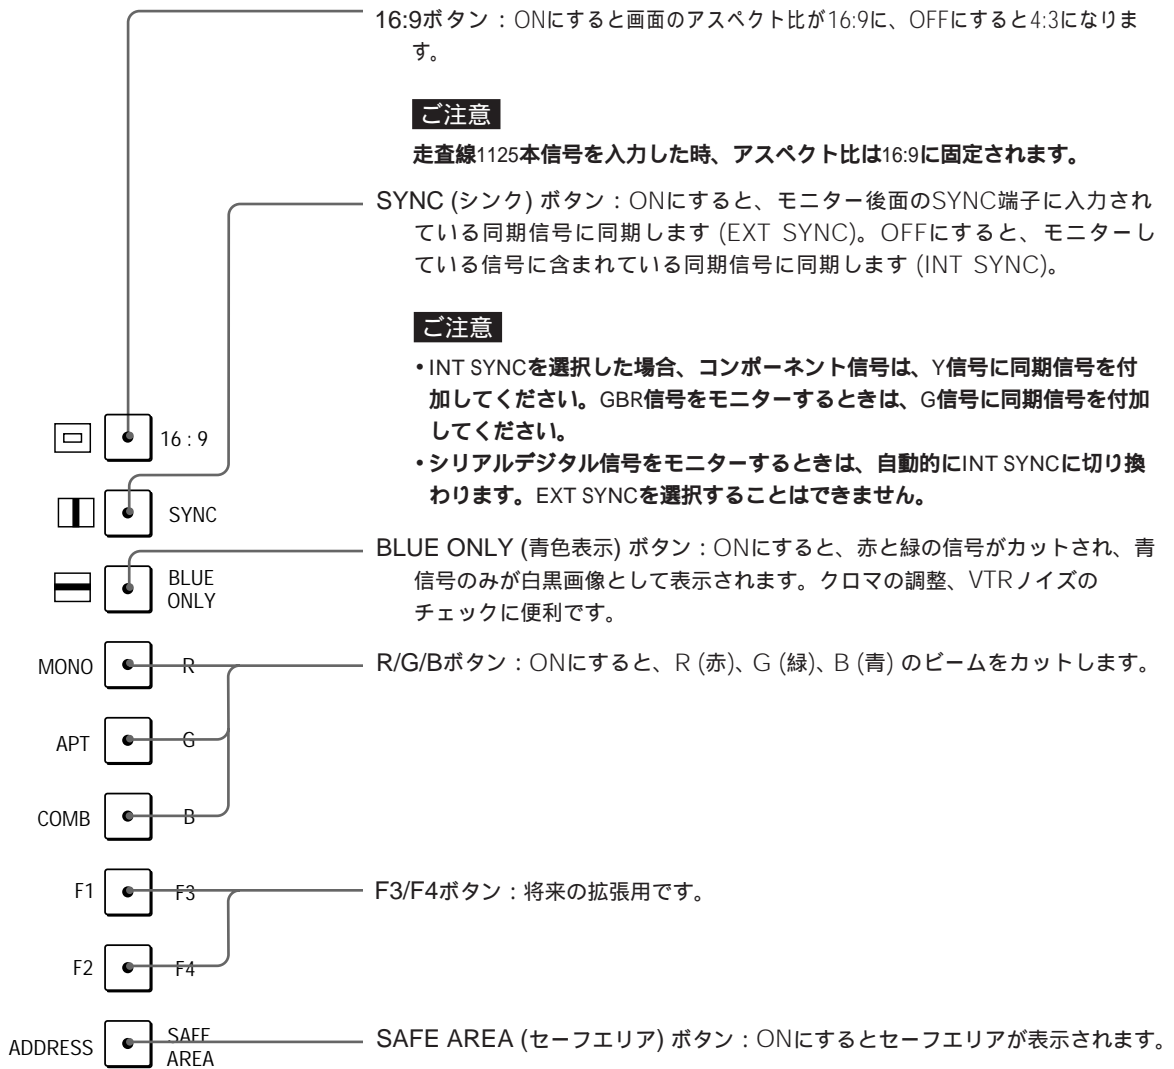 16:9ボタン：ONにすると画面のアスペクト比が16:9に、OFFにすると4:3になりま
す。
ご注意
走査線1125本信号を入力した時、アスペクト比は16:9に固定されます。
SYNC (シンク) ボタン：ONにすると、モニター後面のSYNC端子に入力され
ている同期信号に同期します (EXT SYNC)。OFFにすると、モニターし
ている信号に含まれている同期信号に同期します (INT SYNC)。
ご注意
•INT SYNCを選択した場合、コンポーネント信号は、Y信号に同期信号を付
加してください。GBR信号をモニターするときは、G信号に同期信号を付加
してください。
•シリアルデジタル信号をモニターするときは、自動的にINT SYNCに切り換
わります。EXT SYNCを選択することはできません。
16 : 9
SYNC
BLUE ONLY (青色表示) ボタン：ONにすると、赤と緑の信号がカットされ、青
信号のみが白黒画像として表示されます。クロマの調整、VTRノイズの
チェックに便利です。
BLUE
ONLY
MONO R
R/G/Bボタン：ONにすると、R (赤)、G (緑)、B (青) のビームをカットします。
APT G
COMB B
F1 F3
F3/F4ボタン：将来の拡張用です。
F2 F4
ADDRESS SAFE
AREA
SAFE AREA (セーフエリア) ボタン：ONにするとセーフエリアが表示されます。